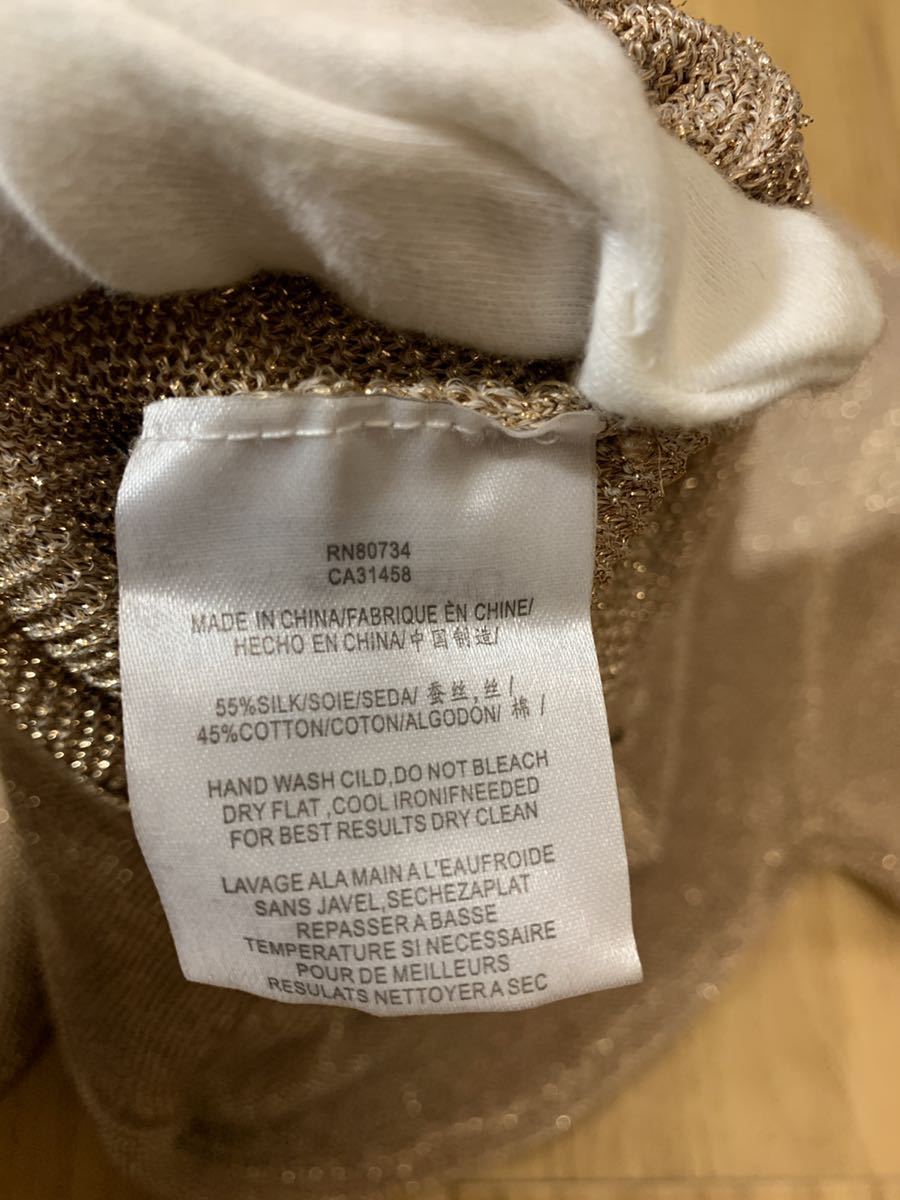 RN80734
CA31458
MADE IN CHINA/FABRIQUE ÈN CHINE/
HECHO EN CHINA/中国制造/
55%SILK/SOIE/SEDA/ 蚕丝,丝/
45%COTTON/COTON/ALGODÓN/ 棉 /
HAND WASH CILD,DO NOT BLEACH
DRY FLAT ,COOL IRONIFNEEDED
FOR BEST RESULTS DRY CLEAN
LAVAGE ALA MAIN A L'EAUFROIDE
SANS JAVEL,SECHEZAPLAT
REPASSER A BASSE
TEMPERATURE SI NECESSAIRE
POUR DE MEILLEURS
RESULATS NETTOYER A SEC